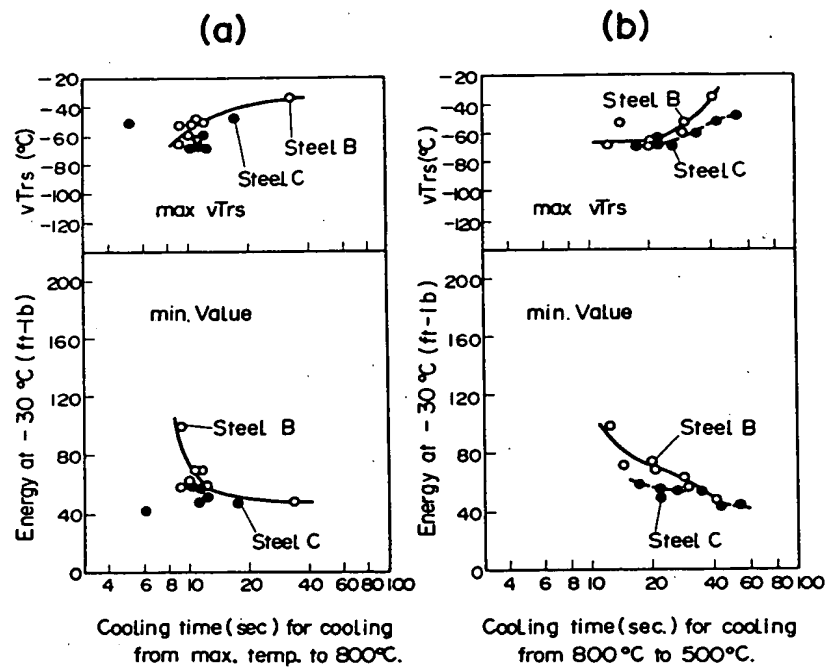 (a)
(b)
−20
−40
−60
−80
−100
−120
vTrs (°C)
max vTrs
Steel B
Steel C
−20
−40
−60
−80
−100
−120
vTrs(°C)
max vTrs
Steel B
Steel C
200
160
120
80
40
0
Energy at − 30 °C (ft-lb)
min. Value
Steel B
Steel C
4 6 8 10 20 40 60 80 100
200
160
120
80
40
0
Energy at − 30°C (ft-lb)
min. Value
Steel B
Steel C
4 6 8 10 20 40 60 80 100
Cooling time(sec) for cooling
from max. temp. to 800°C.
Cooling time(sec.) for cooling
from 800°C to 500°C.